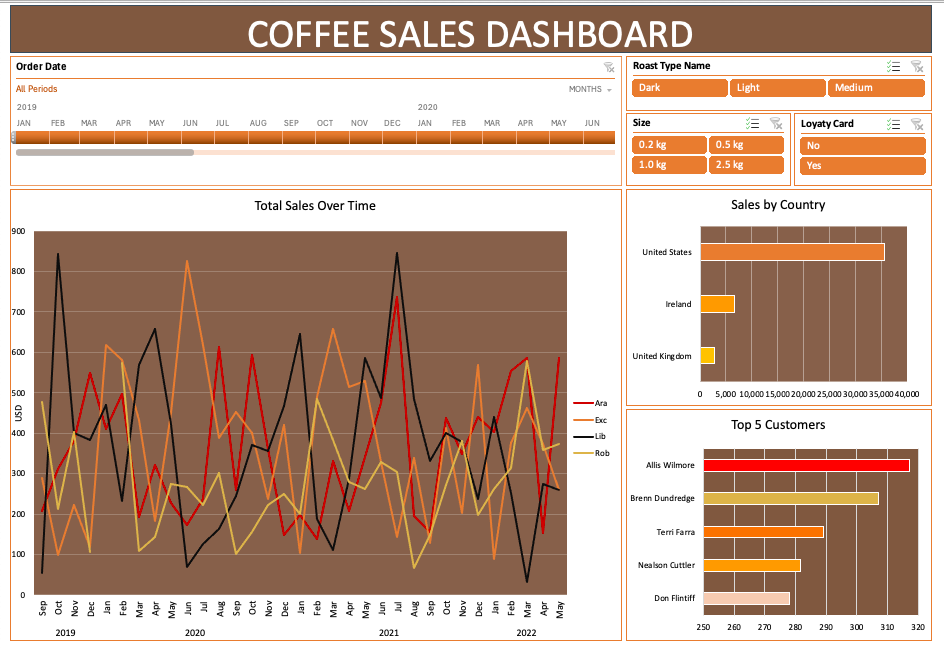 COFFEE SALES DASHBOARD
Order Date
All Periods
MONTHS
2019 2020
JAN FEB MAR APR MAY JUN JUL AUG SEP OCT NOV DEC JAN FEB MAR APR MAY JUN
Roast Type Name
Dark Light Medium
Size
0.2 kg 0.5 kg
1.0 kg 2.5 kg
Loyaty Card
No
Yes
Total Sales Over Time
900
800
700
600
500
400
300
200
100
0
USD
Sep Oct Nov Dec Jan Feb Mar Apr May Jun Jul Aug Sep Oct Nov Dec Jan Feb Mar Apr May Jun Jul Aug Sep Oct Nov Dec Jan Feb Mar Apr May
2019 2020 2021 2022
Ara
Exc
Lib
Rob
Sales by Country
United States
Ireland
United Kingdom
0 5,000 10,000 15,000 20,000 25,000 30,000 35,000 40,000
Top 5 Customers
Allis Wilmore
Brenn Dundredge
Terri Farra
Nealson Cuttler
Don Flintiff
250 260 270 280 290 300 310 320